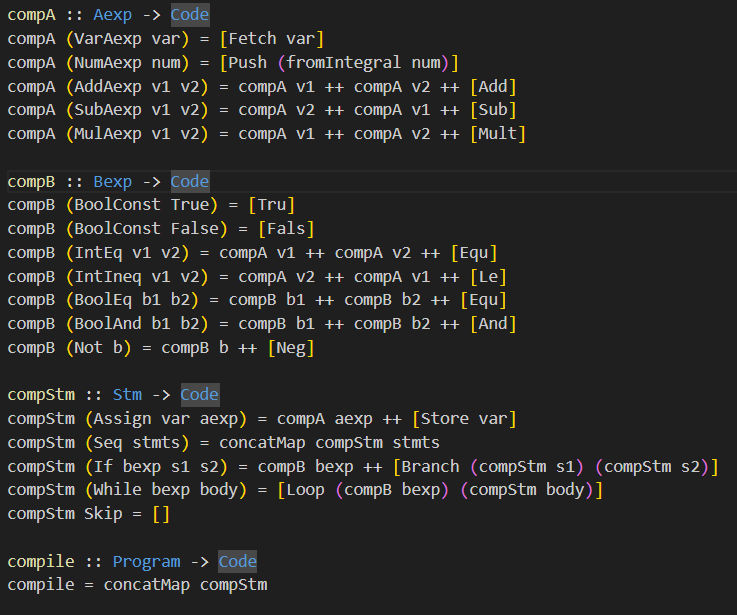 compA :: Aexp -> Code
compA (VarAexp var) = [Fetch var]
compA (NumAexp num) = [Push (fromIntegral num)]
compA (AddAexp v1 v2) = compA v1 ++ compA v2 ++ [Add]
compA (SubAexp v1 v2) = compA v2 ++ compA v1 ++ [Sub]
compA (MulAexp v1 v2) = compA v1 ++ compA v2 ++ [Mult]

compB :: Bexp -> Code
compB (BoolConst True) = [Tru]
compB (BoolConst False) = [Fals]
compB (IntEq v1 v2) = compA v1 ++ compA v2 ++ [Equ]
compB (IntIneq v1 v2) = compA v2 ++ compA v1 ++ [Le]
compB (BoolEq b1 b2) = compB b1 ++ compB b2 ++ [Equ]
compB (BoolAnd b1 b2) = compB b1 ++ compB b2 ++ [And]
compB (Not b) = compB b ++ [Neg]

compStm :: Stm -> Code
compStm (Assign var aexp) = compA aexp ++ [Store var]
compStm (Seq stmts) = concatMap compStm stmts
compStm (If bexp s1 s2) = compB bexp ++ [Branch (compStm s1) (compStm s2)]
compStm (While bexp body) = [Loop (compB bexp) (compStm body)]
compStm Skip = []

compile :: Program -> Code
compile = concatMap compStm